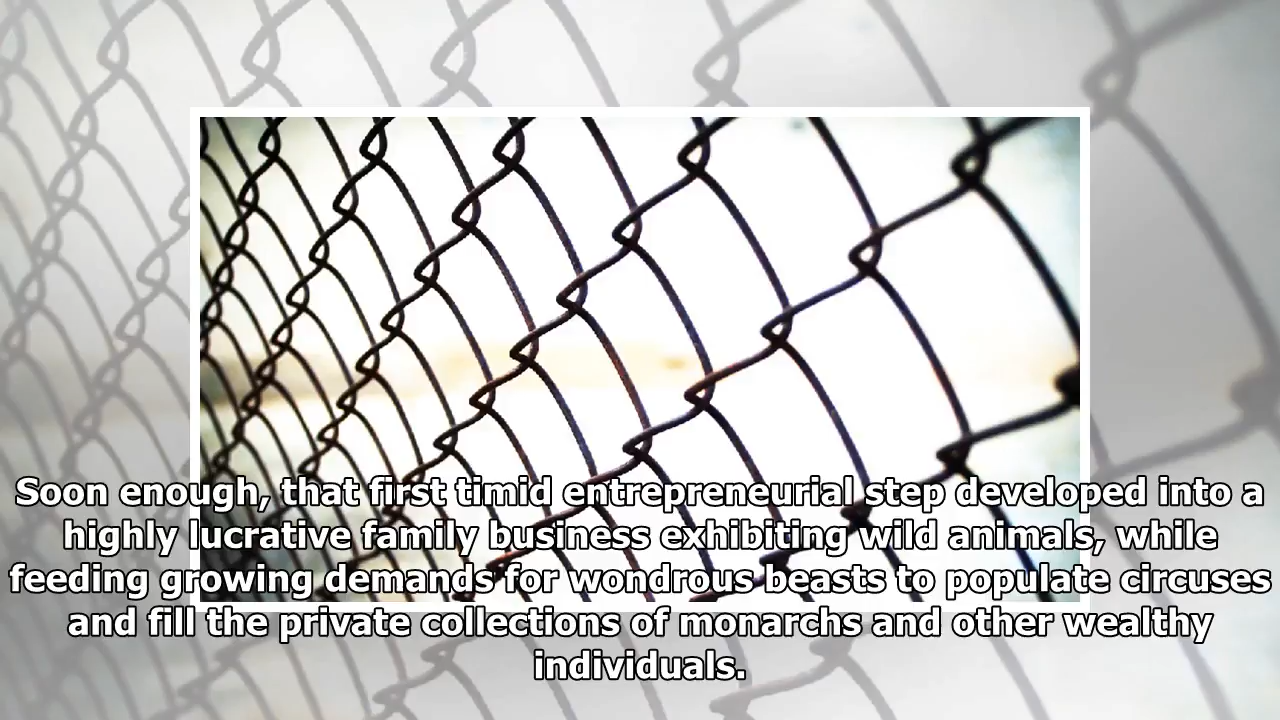 Soon enough, that first timid entrepreneurial step developed into a
highly lucrative family business exhibiting wild animals, while
feeding growing demands for wondrous beasts to populate circuses
and fill the private collections of monarchs and other wealthy
individuals.